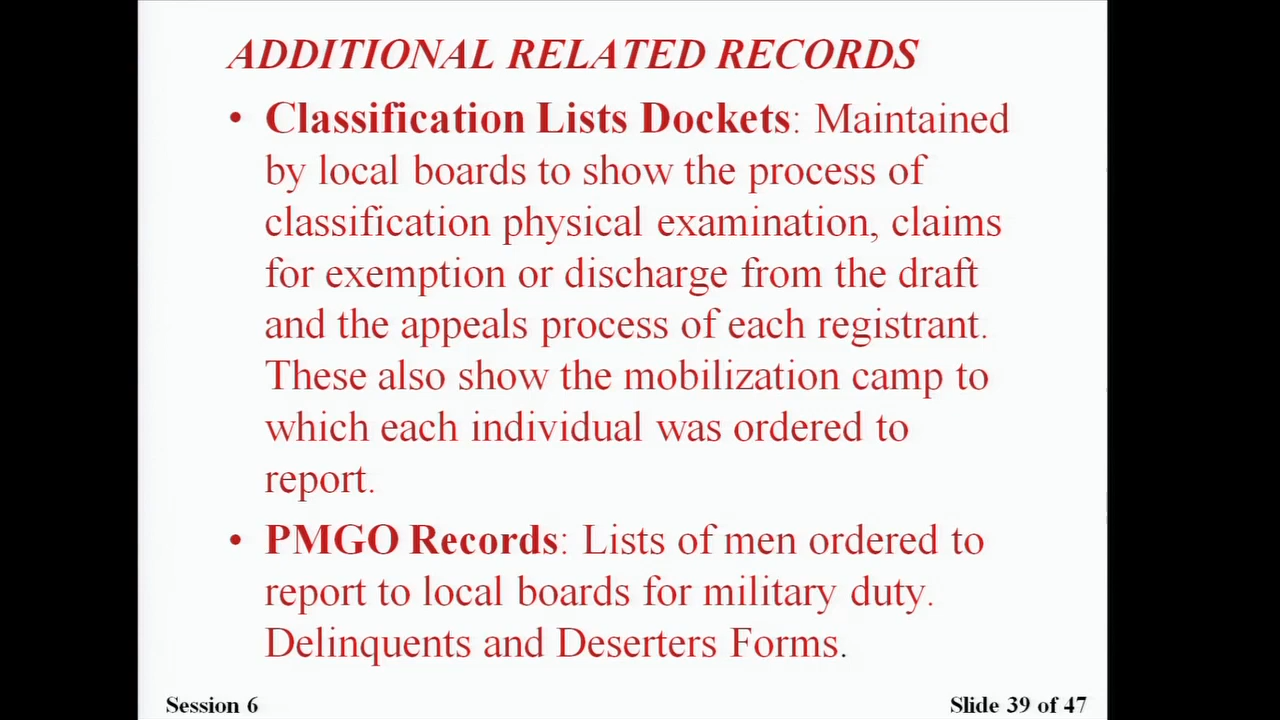 ADDITIONAL RELATED RECORDS
• Classification Lists Dockets: Maintained
by local boards to show the process of
classification physical examination, claims
for exemption or discharge from the draft
and the appeals process of each registrant.
These also show the mobilization camp to
which each individual was ordered to
report.
• PMGO Records: Lists of men ordered to
report to local boards for military duty.
Delinquents and Deserters Forms.
Session 6
Slide 39 of 47